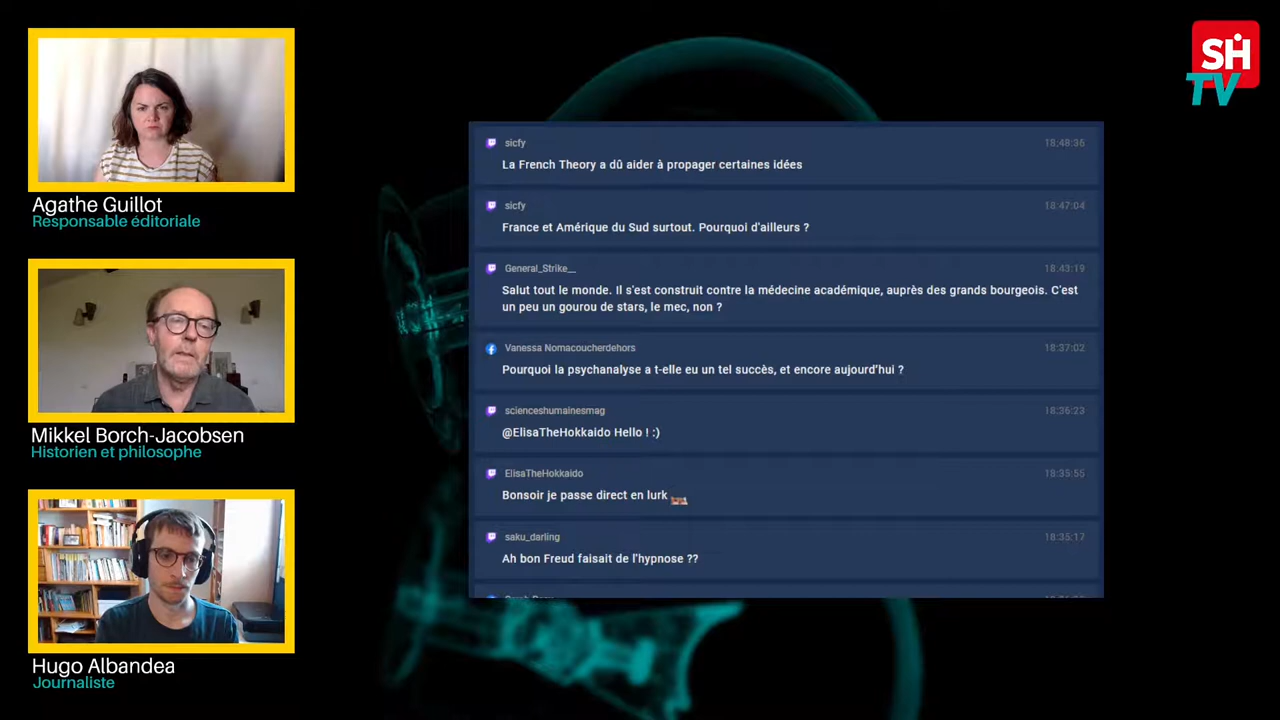 SH
TV
Agathe Guillot
Responsable éditoriale
Mikkel Borch-Jacobsen
Historien et philosophe
Hugo Albandea
Journaliste
sicfy 18:48:36
La French Theory a dû aider à propager certaines idées
sicfy 18:47:04
France et Amérique du Sud surtout. Pourquoi d'ailleurs ?
General_Strike__ 18:43:19
Salut tout le monde. Il s'est construit contre la médecine académique, auprès des grands bourgeois. C'est
un peu un gourou de stars, le mec, non ?
Vanessa Nomacoucherdehors 18:37:02
Pourquoi la psychanalyse a t-elle eu un tel succès, et encore aujourd'hui ?
scienceshumainesmag 18:36:23
@ElisaTheHokkaido Hello ! :)
ElisaTheHokkaido 18:35:55
Bonsoir je passe direct en lurk
saku_darling 18:35:17
Ah bon Freud faisait de l'hypnose ??